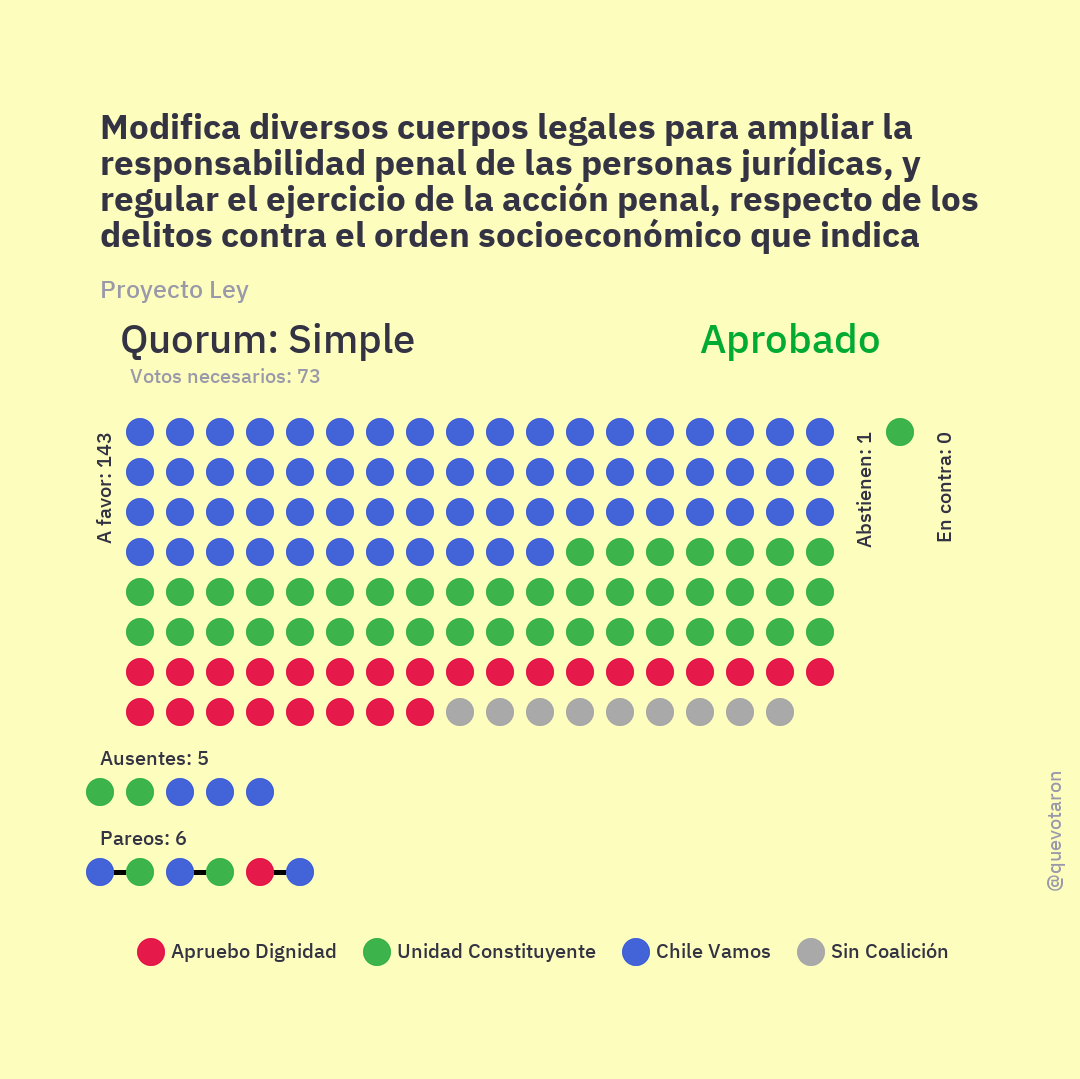 Modifica diversos cuerpos legales para ampliar la
responsabilidad penal de las personas jurídicas, y
regular el ejercicio de la acción penal, respecto de los
delitos contra el orden socioeconómico que indica
Proyecto Ley
Quorum: Simple
Aprobado
Votos necesarios: 73
A favor: 143
Abstienen: 1
En contra: 0
Ausentes: 5
Pareos: 6
@quevotaron
Apruebo Dignidad
Unidad Constituyente
Chile Vamos
Sin Coalición